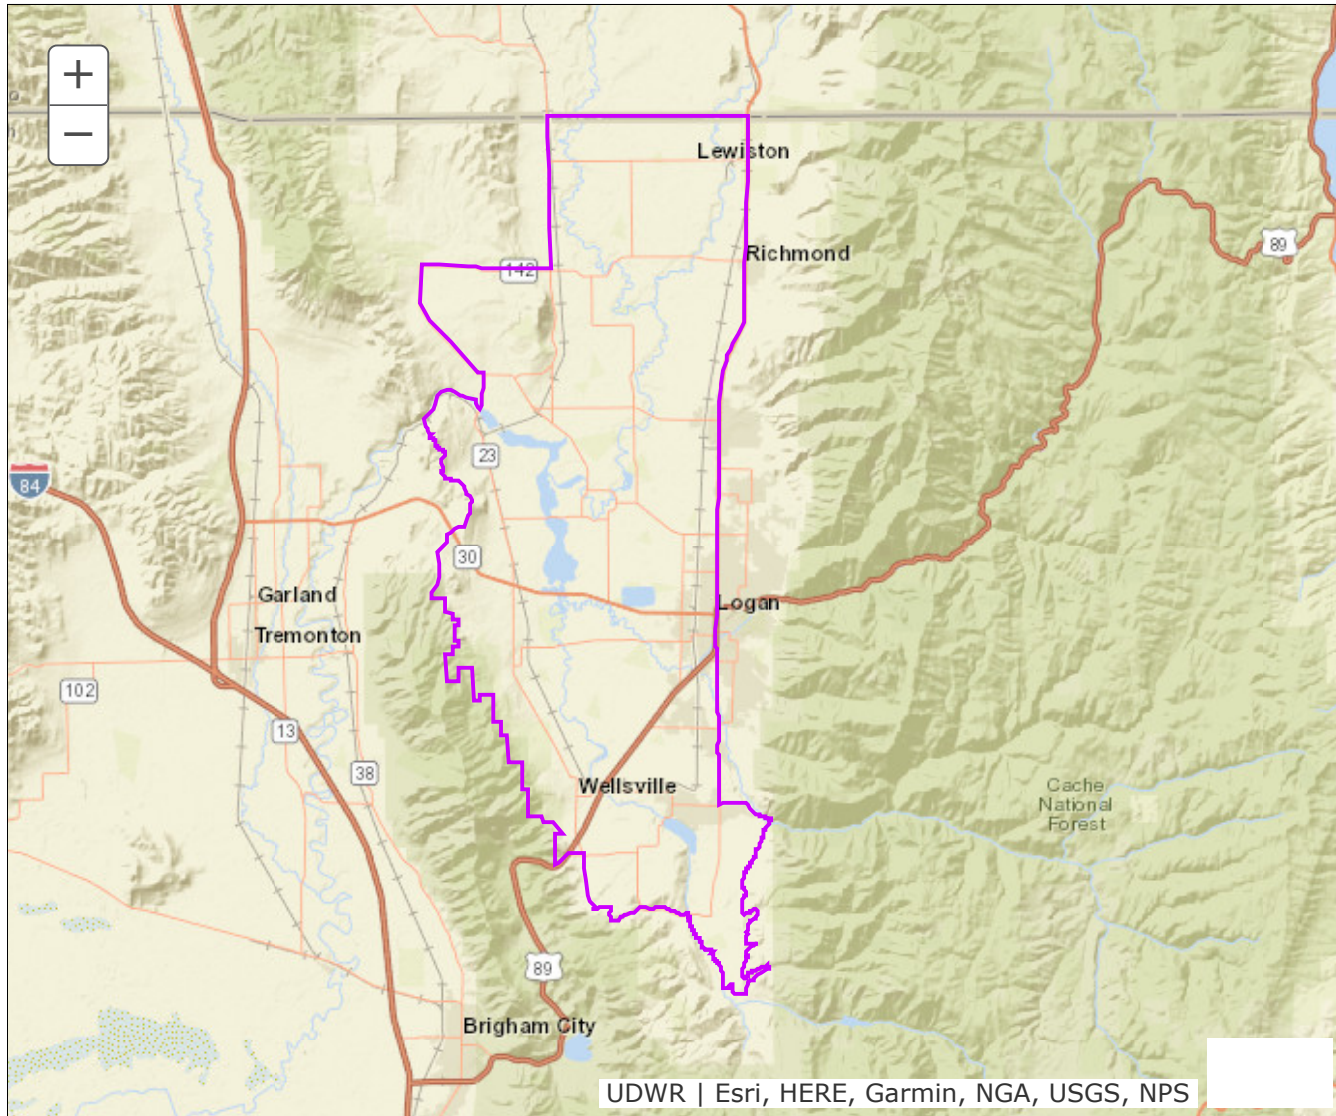 +
−
Lewiston
Richmond
89
142
23
84
30
Garland
Logan
Tremonton
102
13
38
Wellsville
Cache
National
Forest
89
Brigham City
UDWR | Esri, HERE, Garmin, NGA, USGS, NPS